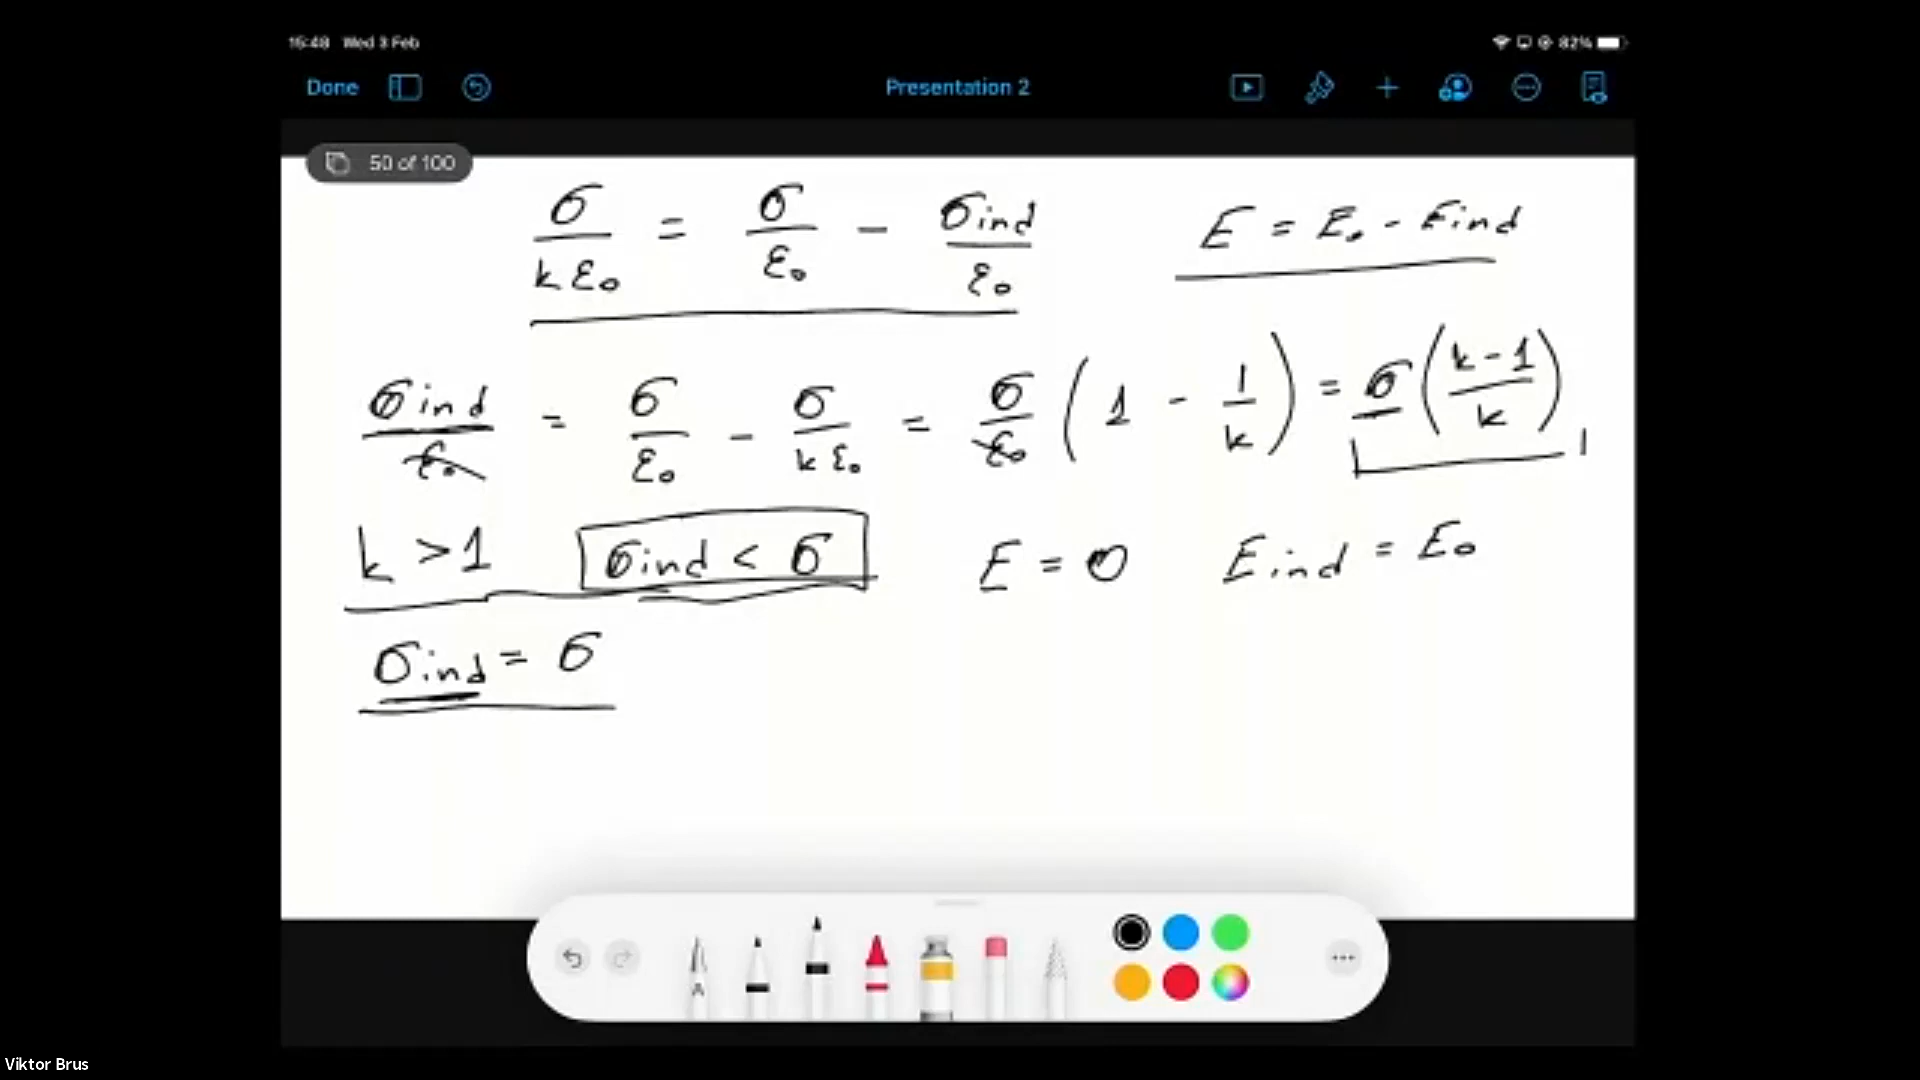 15:48 Wed 3 Feb 82%
Done Presentation 2
50 of 100
σ/kε₀ = σ/ε₀ - σind/ε₀ E = E₀ - Eind
σind/ε₀ = σ/ε₀ - σ/kε₀ = σ/ε₀ (1 - 1/k) = σ((k-1)/k),
k > 1 σind < σ E = 0 Eind = E₀
σind = σ
A
Viktor Brus